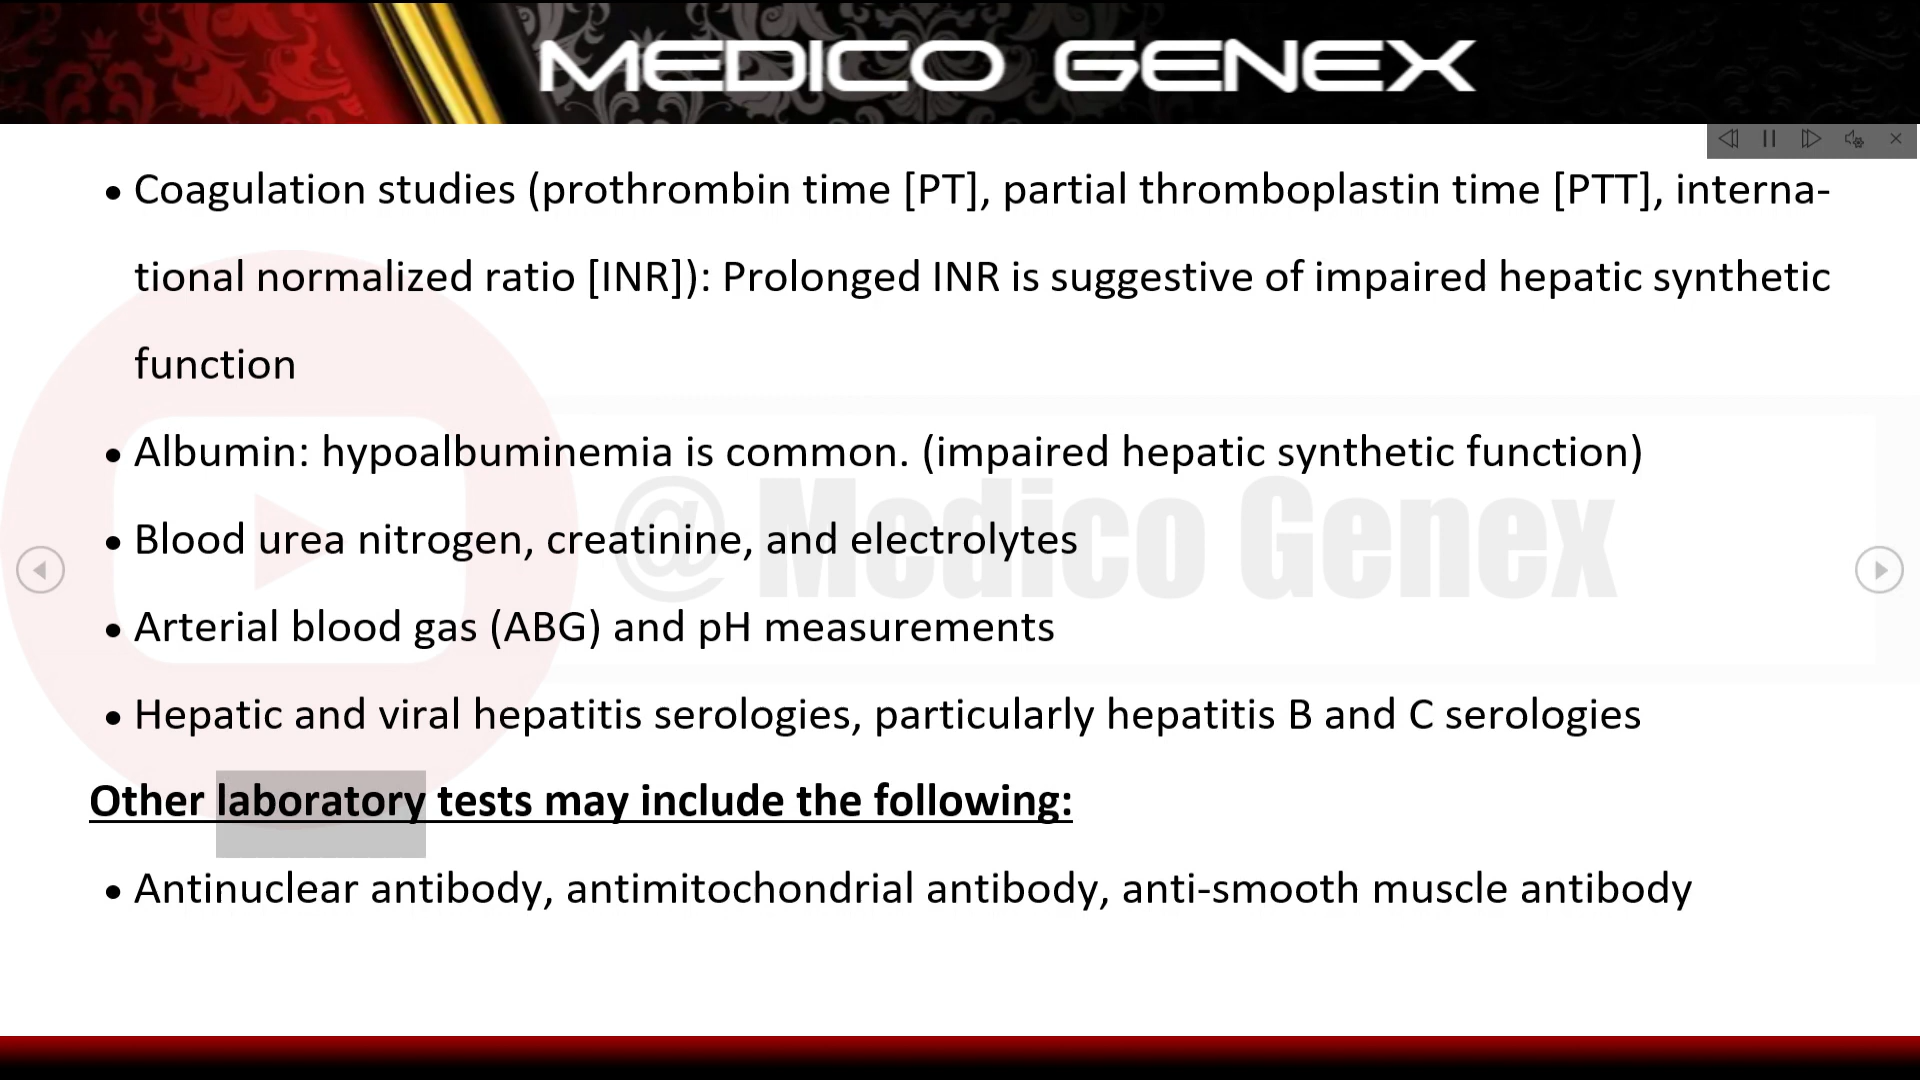 MEDICO GENEX
• Coagulation studies (prothrombin time [PT], partial thromboplastin time [PTT], interna-
tional normalized ratio [INR]): Prolonged INR is suggestive of impaired hepatic synthetic
function
• Albumin: hypoalbuminemia is common. (impaired hepatic synthetic function)
@Medico Genex
• Blood urea nitrogen, creatinine, and electrolytes
• Arterial blood gas (ABG) and pH measurements
• Hepatic and viral hepatitis serologies, particularly hepatitis B and C serologies
Other laboratory tests may include the following:
• Antinuclear antibody, antimitochondrial antibody, anti-smooth muscle antibody